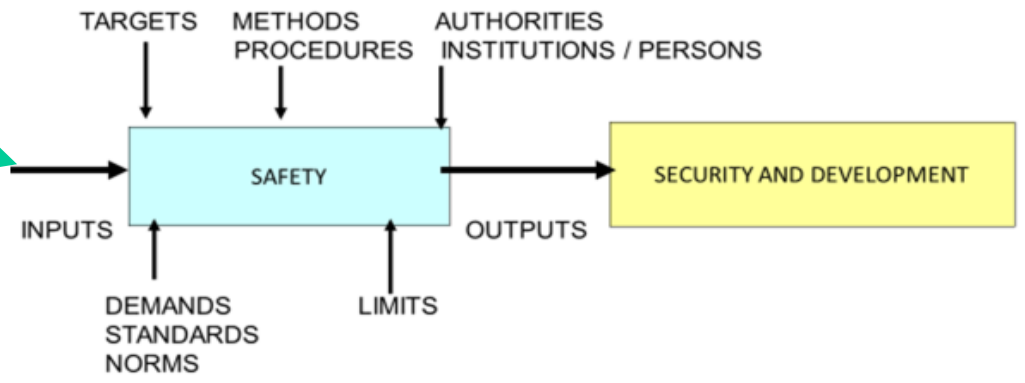 TARGETS
METHODS
PROCEDURES
AUTHORITIES
INSTITUTIONS / PERSONS
SAFETY
SECURITY AND DEVELOPMENT
INPUTS
OUTPUTS
DEMANDS
STANDARDS
NORMS
LIMITS